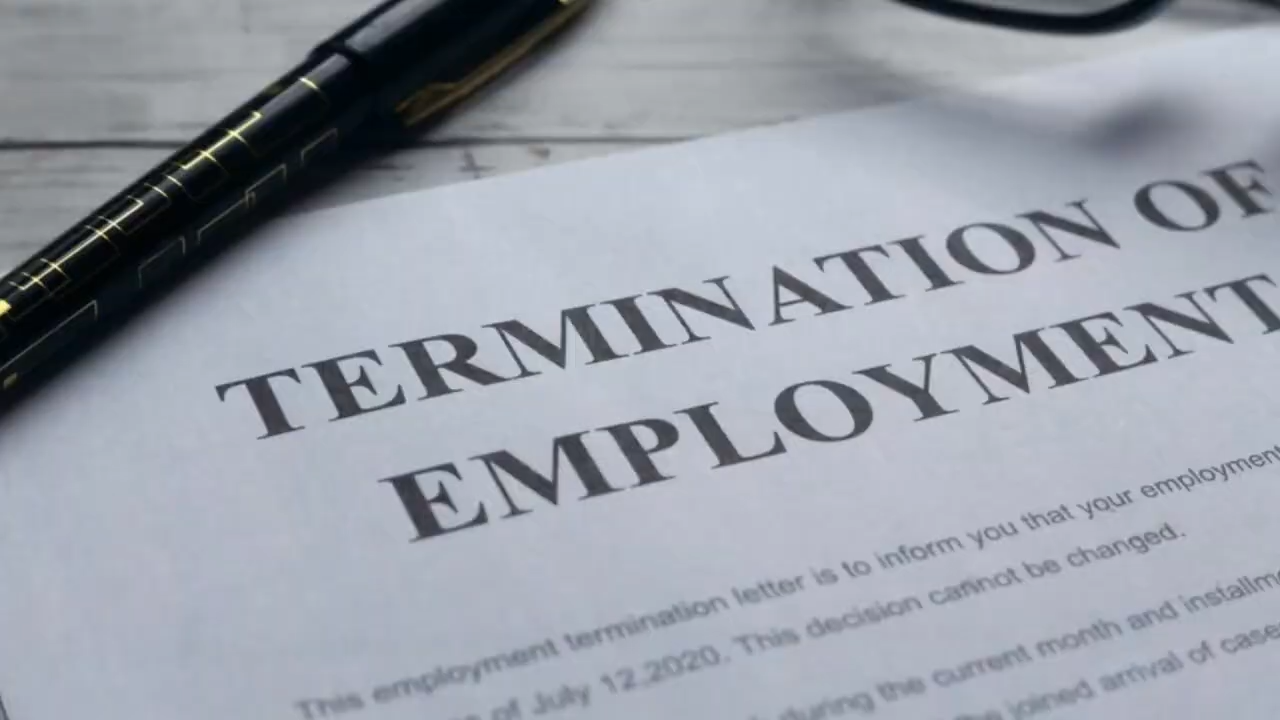 TERMINATION OF
EMPLOYMENT
This employment termination letter is to inform you that your employment
of July 12.2020. This decision cannot be changed.
during the current month and installm
joined arrival of case